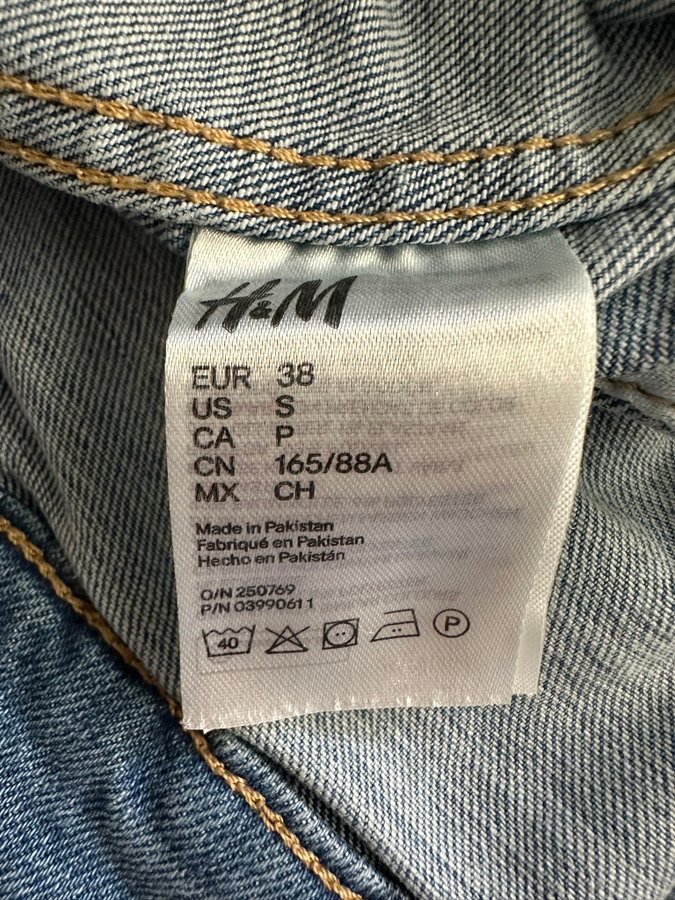 H&M
EUR 38
US S
CA P
CN 165/88A
MX CH
Made in Pakistan
Fabriqué en Pakistan
Hecho en Pakistán
O/N 250769
P/N 03990611
40
P